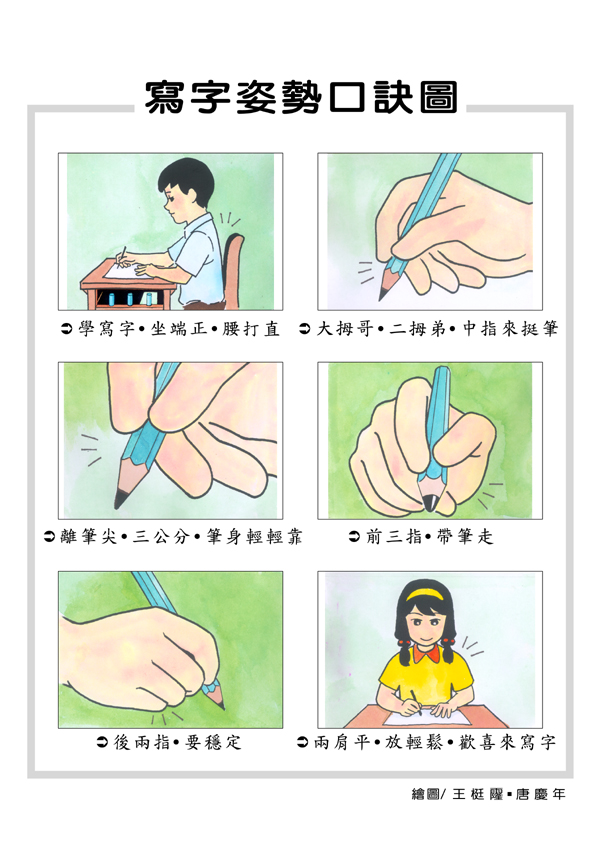 寫字姿勢口訣圖
➲學寫字•坐端正•腰打直
➲大拇哥•二拇弟•中指來挺筆
➲離筆尖•三公分•筆身輕輕靠
➲前三指•帶筆走
➲後兩指•要穩定
➲兩肩平•放輕鬆•歡喜來寫字
繪圖/王梃隉▪唐慶年